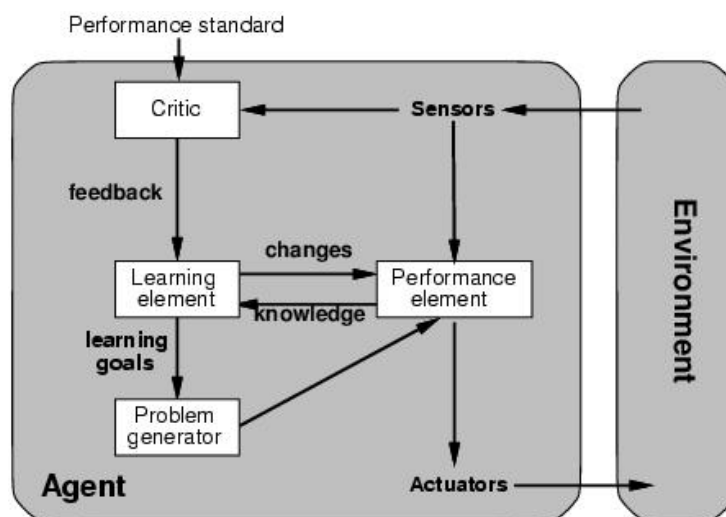 Performance standard
Critic
Sensors
feedback
changes
Learning
element
Performance
element
knowledge
learning
goals
Problem
generator
Agent
Actuators
Environment